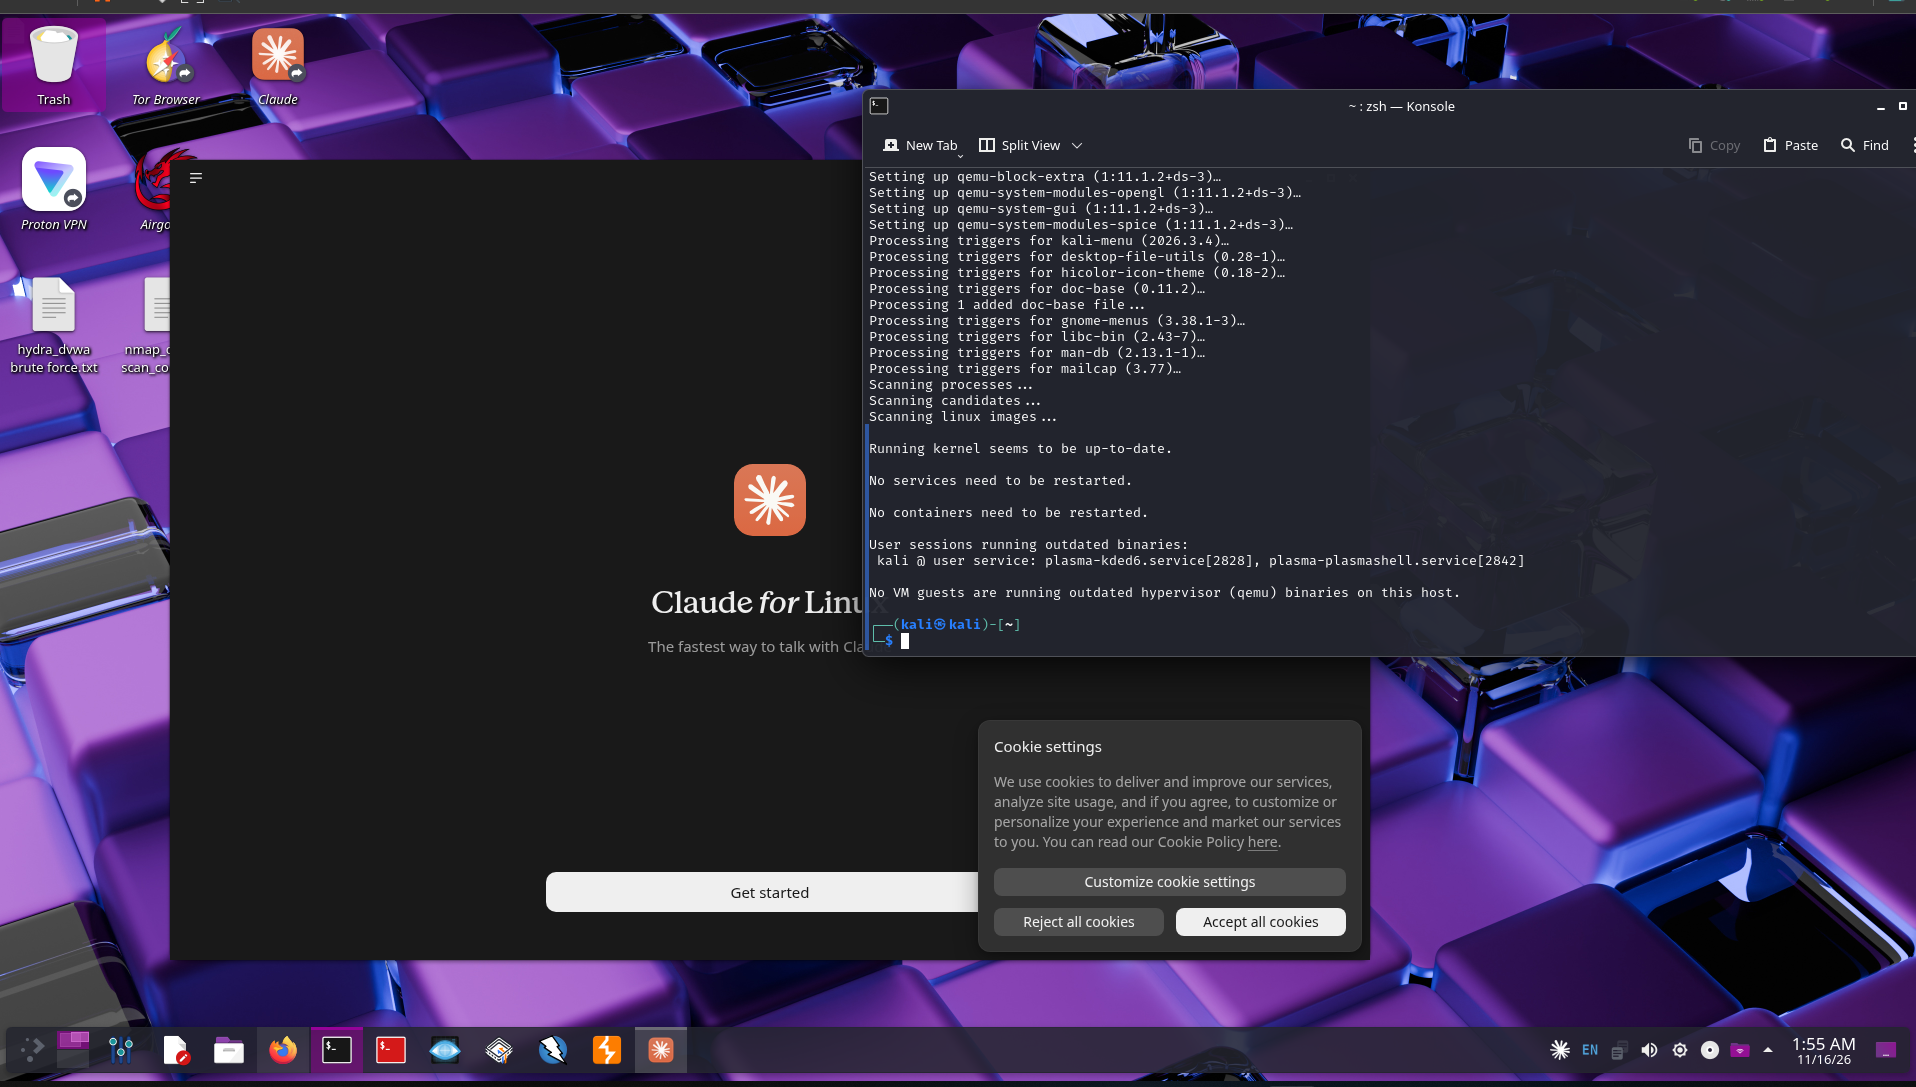 Trash
Tor Browser
Claude
Proton VPN
Airgo
hydra_dvwa
brute force.txt
nmap_
scan_co
Claude for Linux
The fastest way to talk with Cla
Get started
~ : zsh — Konsole
New Tab
Split View
Copy
Paste
Find
Setting up qemu-block-extra (1:11.1.2+ds-3)…
Setting up qemu-system-modules-opengl (1:11.1.2+ds-3)…
Setting up qemu-system-gui (1:11.1.2+ds-3)…
Setting up qemu-system-modules-spice (1:11.1.2+ds-3)…
Processing triggers for kali-menu (2026.3.4)…
Processing triggers for desktop-file-utils (0.28-1)…
Processing triggers for hicolor-icon-theme (0.18-2)…
Processing triggers for doc-base (0.11.2)…
Processing 1 added doc-base file...
Processing triggers for gnome-menus (3.38.1-3)…
Processing triggers for libc-bin (2.43-7)…
Processing triggers for man-db (2.13.1-1)…
Processing triggers for mailcap (3.77)…
Scanning processes...
Scanning candidates...
Scanning linux images...
Running kernel seems to be up-to-date.
No services need to be restarted.
No containers need to be restarted.
User sessions running outdated binaries:
kali @ user service: plasma-kded6.service[2828], plasma-plasmashell.service[2842]
No VM guests are running outdated hypervisor (qemu) binaries on this host.
┌──(kali㉿kali)-[~]
└─$
Cookie settings
We use cookies to deliver and improve our services,
analyze site usage, and if you agree, to customize or
personalize your experience and market our services
to you. You can read our Cookie Policy here.
Customize cookie settings
Reject all cookies
Accept all cookies
EN
1:55 AM
11/16/26